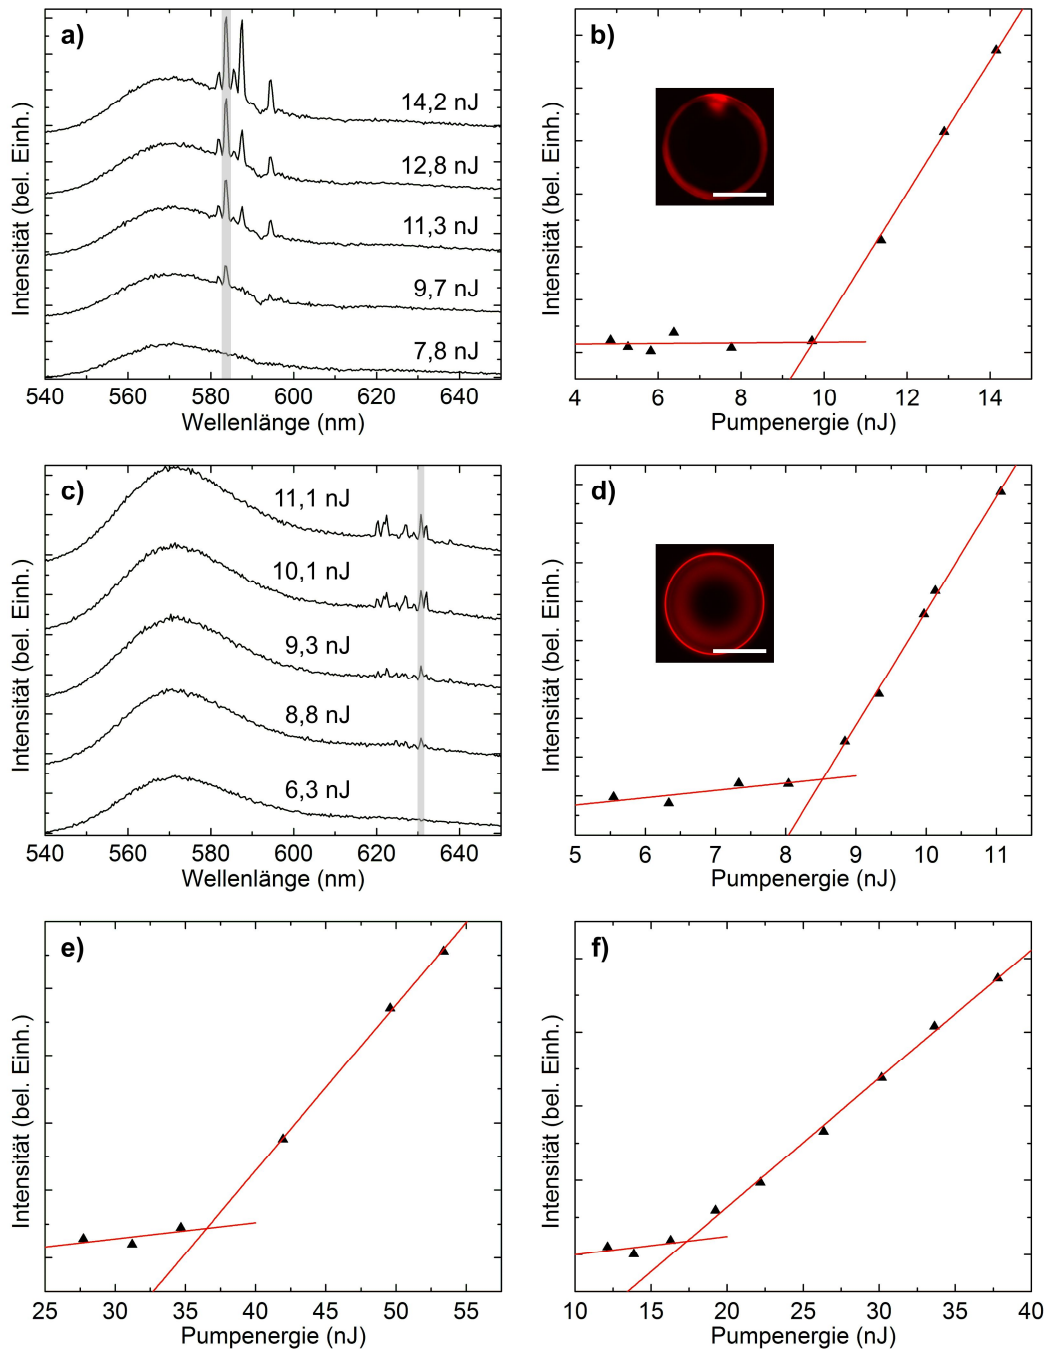 a)
14,2 nJ
12,8 nJ
11,3 nJ
9,7 nJ
7,8 nJ
540 560 580 600 620 640
Wellenlänge (nm)
Intensität (bel. Einh.)
b)
4 6 8 10 12 14
Pumpenergie (nJ)
Intensität (bel. Einh.)
c)
11,1 nJ
10,1 nJ
9,3 nJ
8,8 nJ
6,3 nJ
540 560 580 600 620 640
Wellenlänge (nm)
Intensität (bel. Einh.)
d)
5 6 7 8 9 10 11
Pumpenergie (nJ)
Intensität (bel. Einh.)
e)
25 30 35 40 45 50 55
Pumpenergie (nJ)
Intensität (bel. Einh.)
f)
10 15 20 25 30 35 40
Pumpenergie (nJ)
Intensität (bel. Einh.)